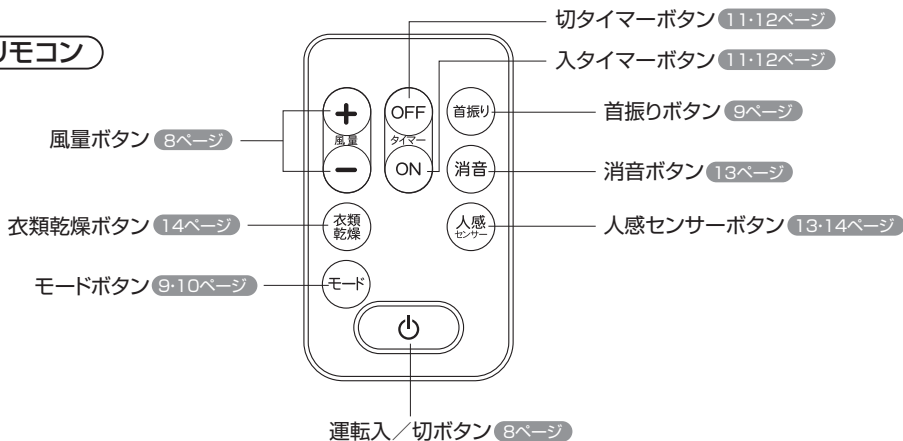 リモコン
切タイマーボタン 11・12ページ
入タイマーボタン 11・12ページ
風量ボタン 8ページ
首振りボタン 9ページ
消音ボタン 13ページ
衣類乾燥ボタン 14ページ
人感センサーボタン 13・14ページ
モードボタン 9・10ページ
+
風量
−
OFF
タイマー
ON
首振り
消音
衣類
乾燥
人感
センサー
モード
運転入／切ボタン 8ページ